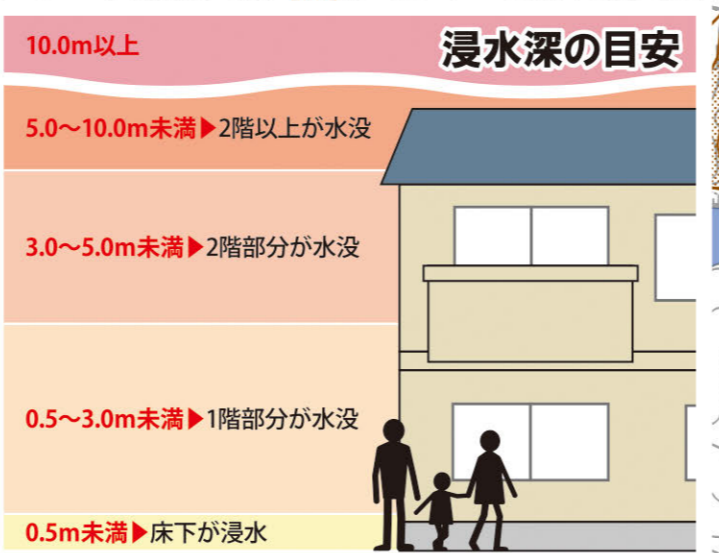 浸水深の目安
10.0m以上
5.0〜10.0m未満▶2階以上が水没
3.0〜5.0m未満▶2階部分が水没
0.5〜3.0m未満▶1階部分が水没
0.5m未満▶床下が浸水